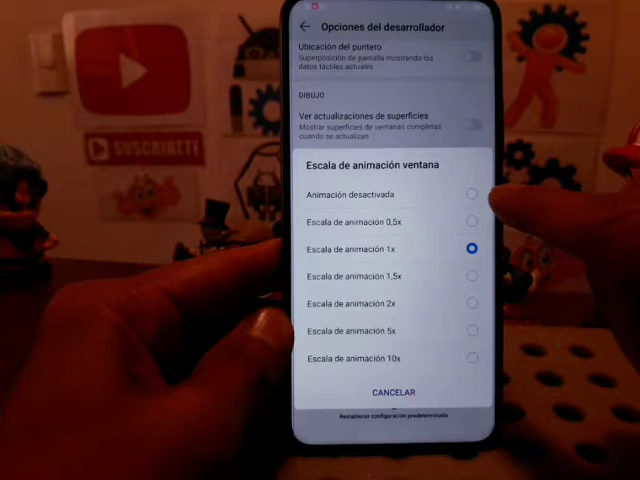 Opciones del desarrollador
Ubicación del puntero
Superposición de pantalla mostrando los
datos táctiles actuales
DIBUJO
Ver actualizaciones de superficies
Mostrar superficies de ventanas completas
cuando se actualizan
SUSCRIBETE
Escala de animación ventana
Animación desactivada
Escala de animación 0,5x
Escala de animación 1x
Escala de animación 1,5x
Escala de animación 2x
Escala de animación 5x
Escala de animación 10x
CANCELAR
Restablecer configuración predeterminada